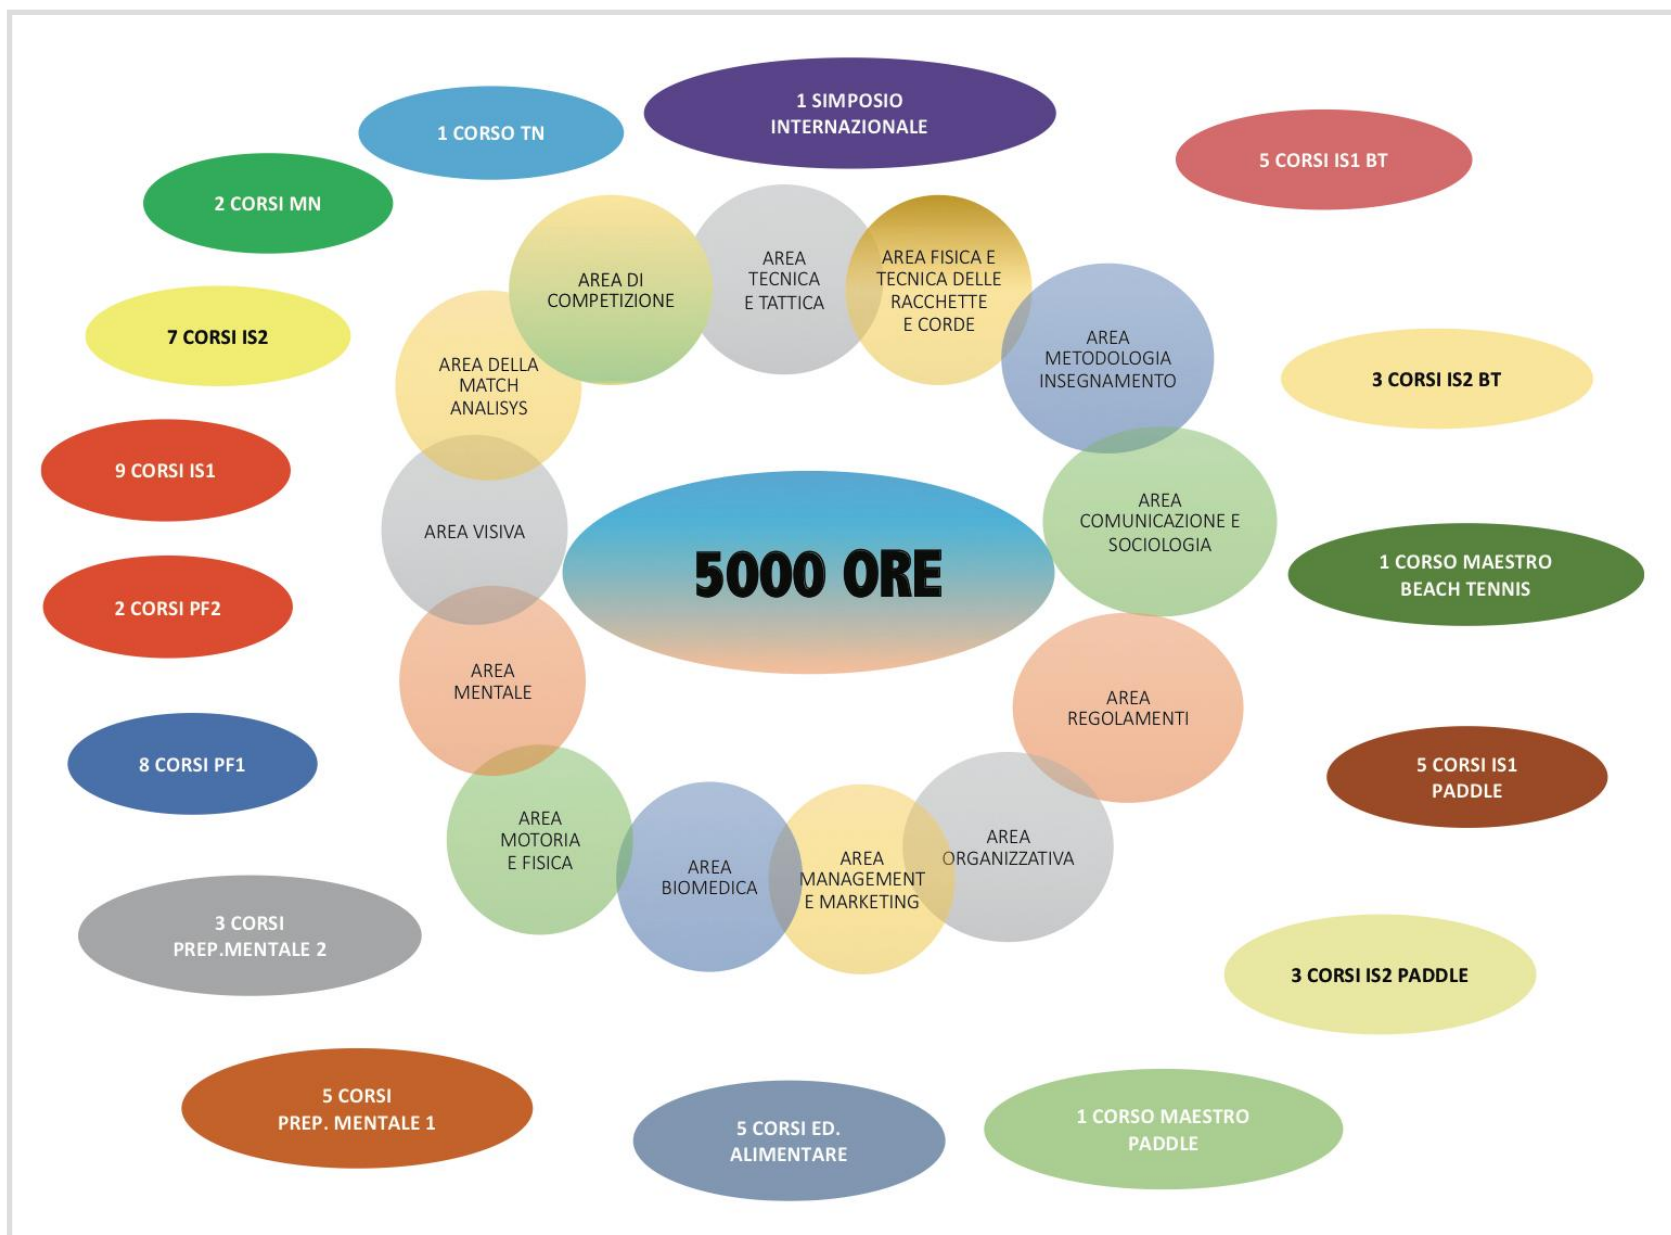 1 SIMPOSIO
INTERNAZIONALE
1 CORSO TN
5 CORSI IS1 BT
2 CORSI MN
AREA DI
COMPETIZIONE
AREA
TECNICA
E TATTICA
AREA FISICA E
TECNICA DELLE
RACCHETTE
E CORDE
7 CORSI IS2
AREA DELLA
MATCH
ANALISYS
AREA
METODOLOGIA
INSEGNAMENTO
3 CORSI IS2 BT
9 CORSI IS1
AREA VISIVA
5000 ORE
AREA
COMUNICAZIONE E
SOCIOLOGIA
1 CORSO MAESTRO
BEACH TENNIS
2 CORSI PF2
AREA
MENTALE
AREA
REGOLAMENTI
8 CORSI PF1
5 CORSI IS1
PADDLE
AREA
MOTORIA
E FISICA
AREA
BIOMEDICA
AREA
MANAGEMENT
E MARKETING
AREA
ORGANIZZATIVA
3 CORSI
PREP.MENTALE 2
3 CORSI IS2 PADDLE
5 CORSI
PREP. MENTALE 1
5 CORSI ED.
ALIMENTARE
1 CORSO MAESTRO
PADDLE